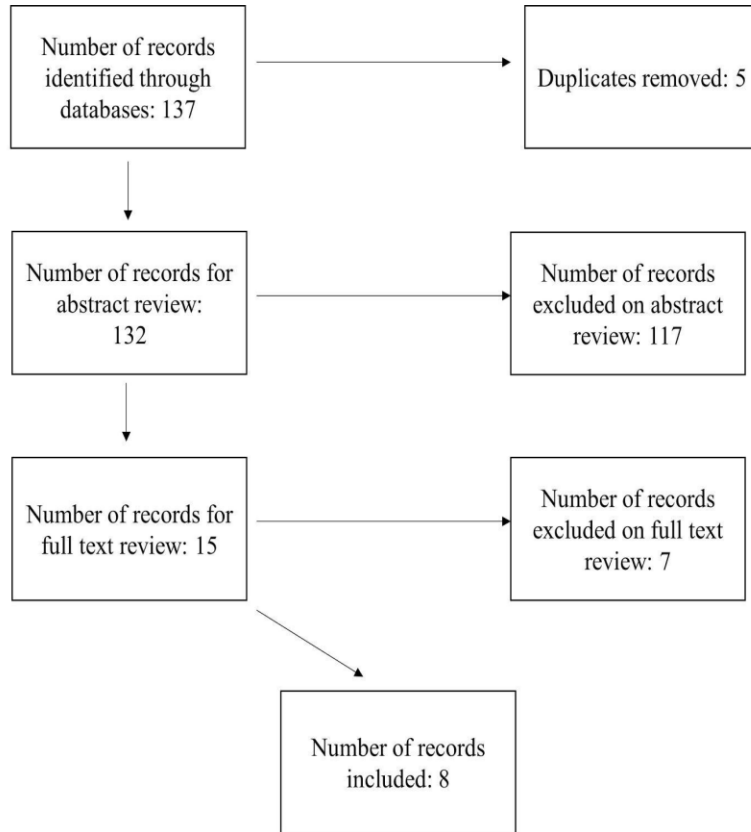 Number of records
identified through
databases: 137
Duplicates removed: 5
Number of records for
abstract review:
132
Number of records
excluded on abstract
review: 117
Number of records for
full text review: 15
Number of records
excluded on full text
review: 7
Number of records
included: 8